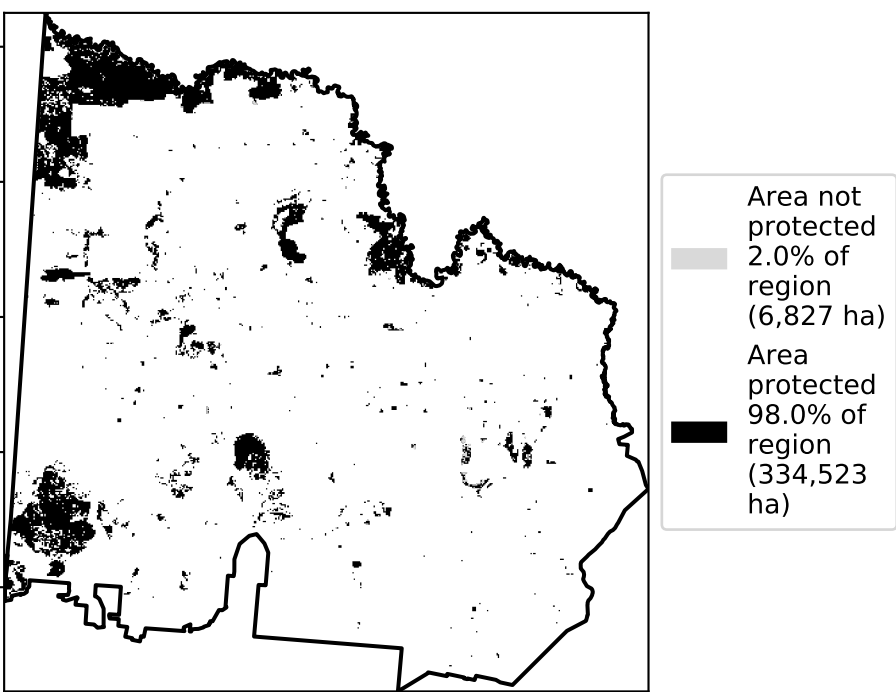 Area not
protected
2.0% of
region
(6,827 ha)
Area
protected
98.0% of
region
(334,523
ha)